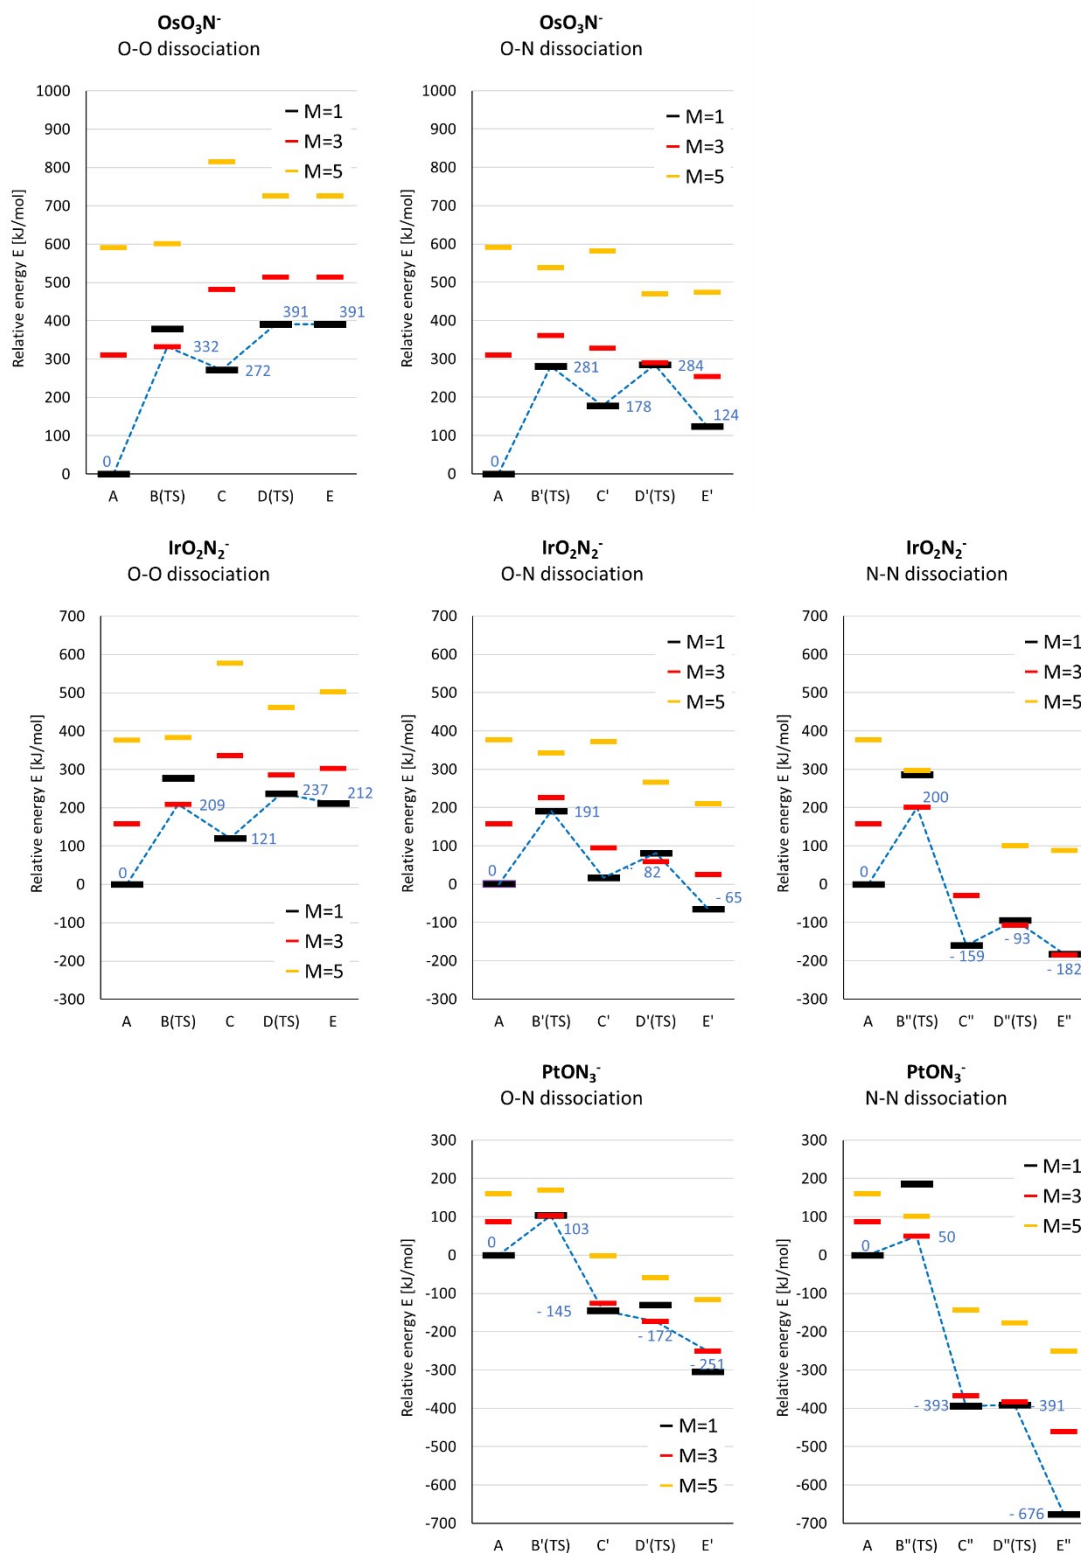 OsO₃N⁻
O-O dissociation
Relative energy E [kJ/mol]
1000
900
800
700
600
500
400
300
200
100
0
M=1
M=3
M=5
0
332
272
391
391
A B(TS) C D(TS) E
OsO₃N⁻
O-N dissociation
Relative energy E [kJ/mol]
1000
900
800
700
600
500
400
300
200
100
0
M=1
M=3
M=5
0
281
178
284
124
A B'(TS) C' D'(TS) E'
IrO₂N₂⁻
O-O dissociation
Relative energy E [kJ/mol]
700
600
500
400
300
200
100
0
-100
-200
-300
0
209
121
237
212
M=1
M=3
M=5
A B(TS) C D(TS) E
IrO₂N₂⁻
O-N dissociation
Relative energy E [kJ/mol]
700
600
500
400
300
200
100
0
-100
-200
-300
M=1
M=3
M=5
0
191
82
- 65
A B'(TS) C' D'(TS) E'
IrO₂N₂⁻
N-N dissociation
Relative energy E [kJ/mol]
700
600
500
400
300
200
100
0
-100
-200
-300
M=1
M=3
M=5
0
200
- 159
- 93
- 182
A B"(TS) C" D"(TS) E"
PtON₃⁻
O-N dissociation
Relative energy E [kJ/mol]
300
200
100
0
-100
-200
-300
-400
-500
-600
-700
0
103
- 145
- 172
- 251
M=1
M=3
M=5
A B'(TS) C' D'(TS) E'
PtON₃⁻
N-N dissociation
Relative energy E [kJ/mol]
300
200
100
0
-100
-200
-300
-400
-500
-600
-700
M=1
M=3
M=5
0
50
- 393
- 391
- 676
A B"(TS) C" D"(TS) E"